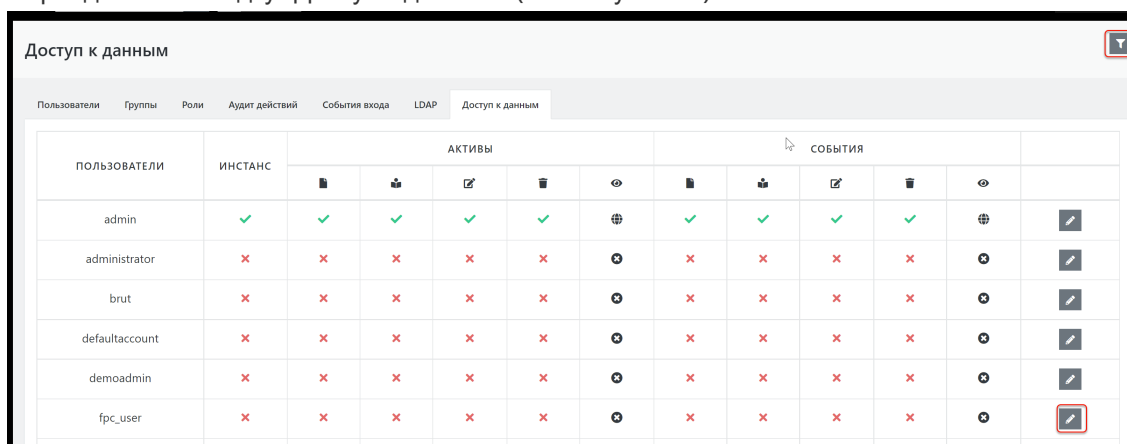 Доступ к данным
Пользователи Группы Роли Аудит действий События входа LDAP Доступ к данным
ПОЛЬЗОВАТЕЛИ ИНСТАНС АКТИВЫ СОБЫТИЯ
admin
administrator
brut
defaultaccount
demoadmin
fpc_user